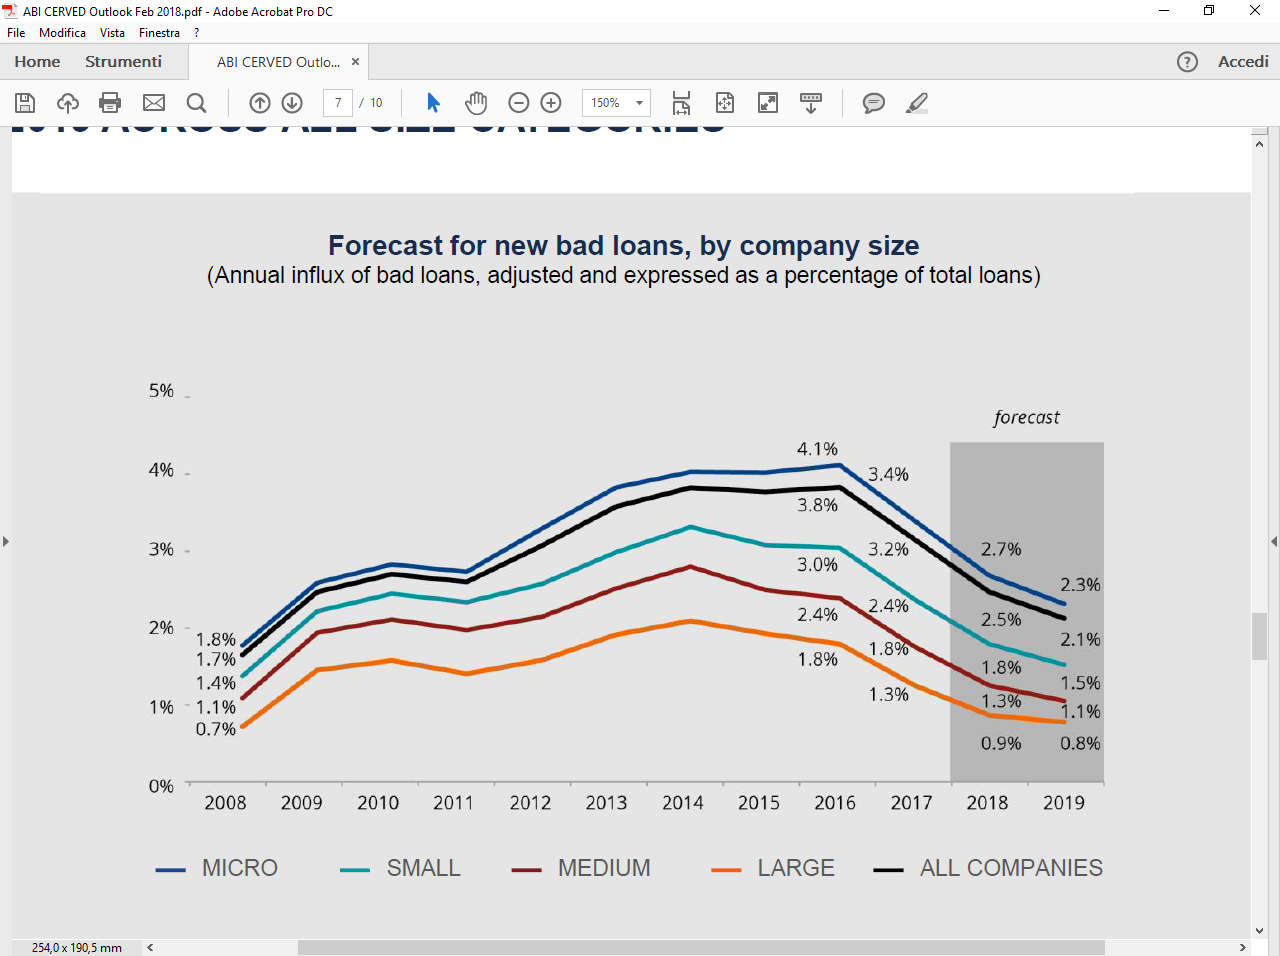 ABI CERVED Outlook Feb 2018.pdf - Adobe Acrobat Pro DC
File Modifica Vista Finestra ?
Home Strumenti ABI CERVED Outlo... × ? Accedi
7 / 10 150%
2018 ACROSS ALL SIZE CATEGORIES
Forecast for new bad loans, by company size
(Annual influx of bad loans, adjusted and expressed as a percentage of total loans)
5%
forecast
4.1%
4% 3.4%
3.8%
3% 3.2% 2.7%
3.0% 2.3%
2.4% 2.4% 2.5%
2% 1.8% 2.1%
1.7% 1.8% 1.8% 1.8%
1.4% 1.3% 1.5%
1% 1.1% 1.3% 1.1%
0.7% 0.9% 0.8%
0%
2008 2009 2010 2011 2012 2013 2014 2015 2016 2017 2018 2019
MICRO SMALL MEDIUM LARGE ALL COMPANIES
254,0 x 190,5 mm